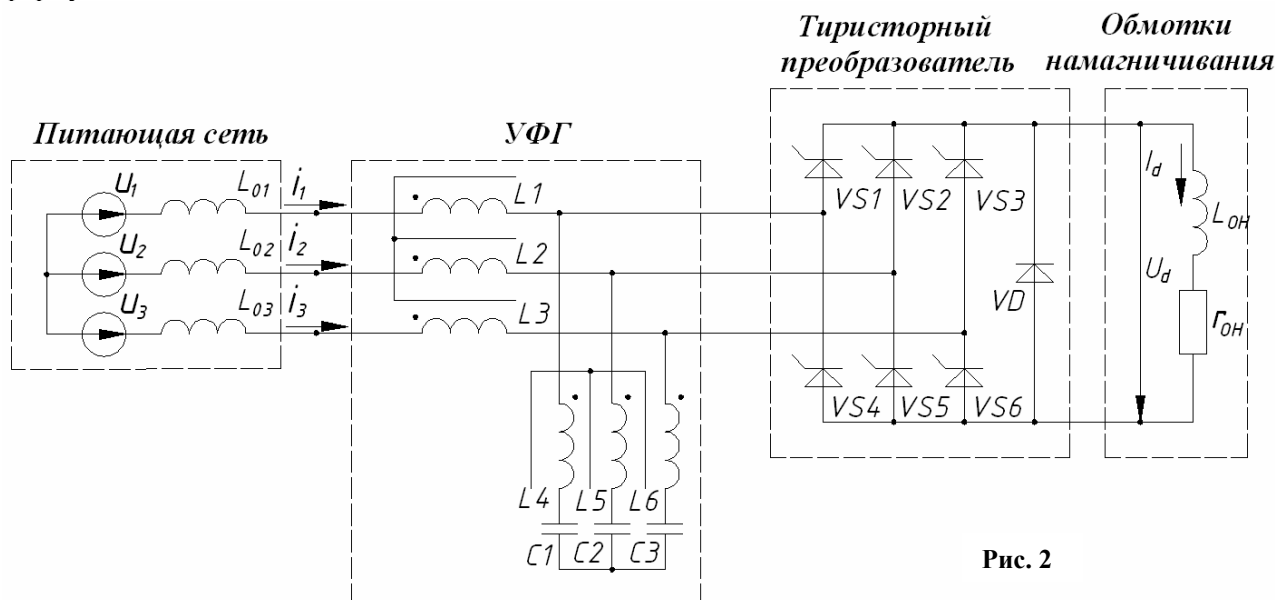 Тиристорный
преобразователь
Обмотки
намагничивания
Питающая сеть
УФГ
U1
L01
i1
U2
L02
i2
U3
L03
i3
L1
L2
L3
L4
L5
L6
C1
C2
C3
VS1
VS2
VS3
VS4
VS5
VS6
VD
Id
Ud
LОН
rОН
Рис. 2